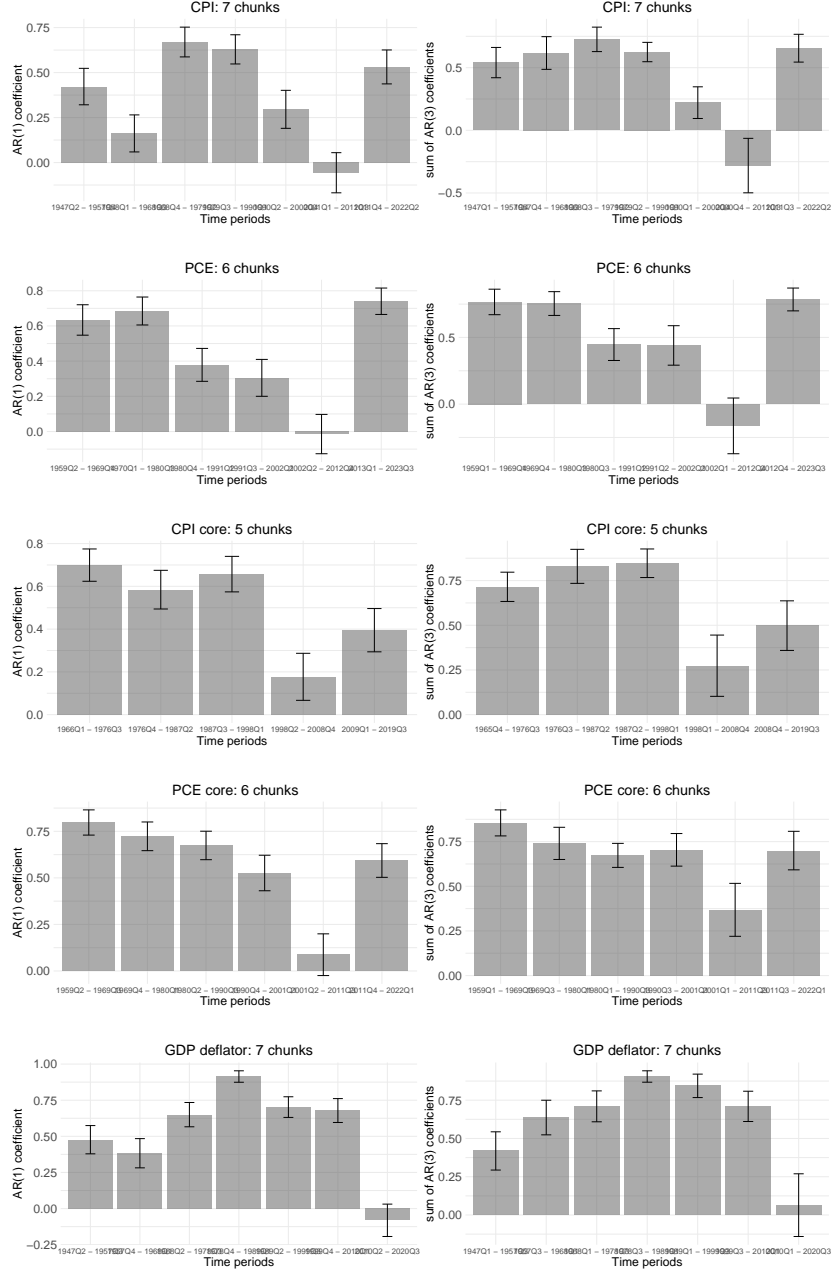 CPI: 7 chunks
0.75
0.50
0.25
0.00
AR(1) coefficient
1947Q2 −
− 2022Q2
Time periods
CPI: 7 chunks
0.5
0.0
−0.5
sum of AR(3) coefficients
1947Q1 −
− 2022Q2
Time periods
PCE: 6 chunks
0.8
0.6
0.4
0.2
0.0
AR(1) coefficient
1959Q2 −
− 2023Q3
Time periods
PCE: 6 chunks
0.5
0.0
sum of AR(3) coefficients
1959Q1 −
− 2023Q3
Time periods
CPI core: 5 chunks
0.8
0.6
0.4
0.2
0.0
AR(1) coefficient
1966Q1 − 1976Q3
1976Q4 − 1987Q2
1987Q3 − 1998Q1
1998Q2 − 2008Q4
2009Q1 − 2019Q3
Time periods
CPI core: 5 chunks
0.75
0.50
0.25
0.00
sum of AR(3) coefficients
1965Q4 − 1976Q3
1976Q3 − 1987Q2
1987Q2 − 1998Q1
1998Q1 − 2008Q4
2008Q4 − 2019Q3
Time periods
PCE core: 6 chunks
0.75
0.50
0.25
0.00
AR(1) coefficient
1959Q2 −
− 2022Q1
Time periods
PCE core: 6 chunks
0.75
0.50
0.25
0.00
sum of AR(3) coefficients
1959Q1 −
− 2022Q1
Time periods
GDP deflator: 7 chunks
1.00
0.75
0.50
0.25
0.00
−0.25
AR(1) coefficient
1947Q2 −
− 2020Q3
Time periods
GDP deflator: 7 chunks
0.75
0.50
0.25
0.00
sum of AR(3) coefficients
1947Q1 −
− 2020Q3
Time periods